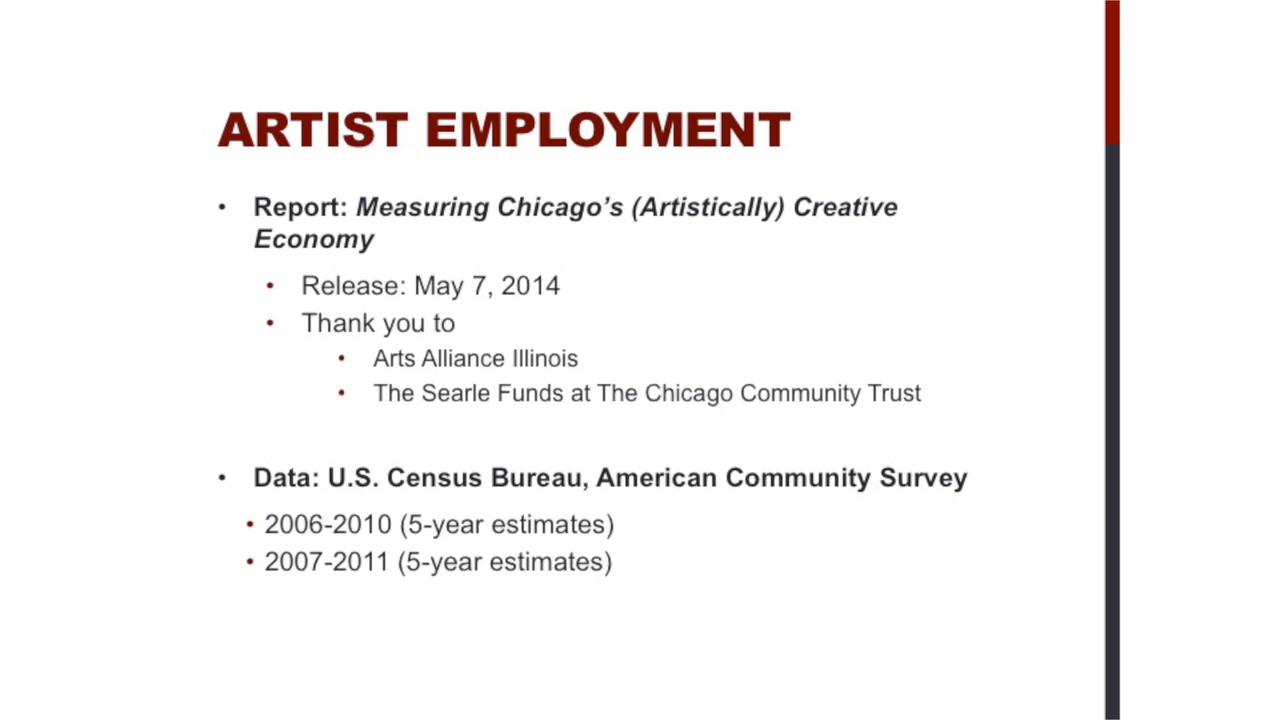 ARTIST EMPLOYMENT
• Report: Measuring Chicago’s (Artistically) Creative
Economy
• Release: May 7, 2014
• Thank you to
• Arts Alliance Illinois
• The Searle Funds at The Chicago Community Trust
• Data: U.S. Census Bureau, American Community Survey
• 2006-2010 (5-year estimates)
• 2007-2011 (5-year estimates)